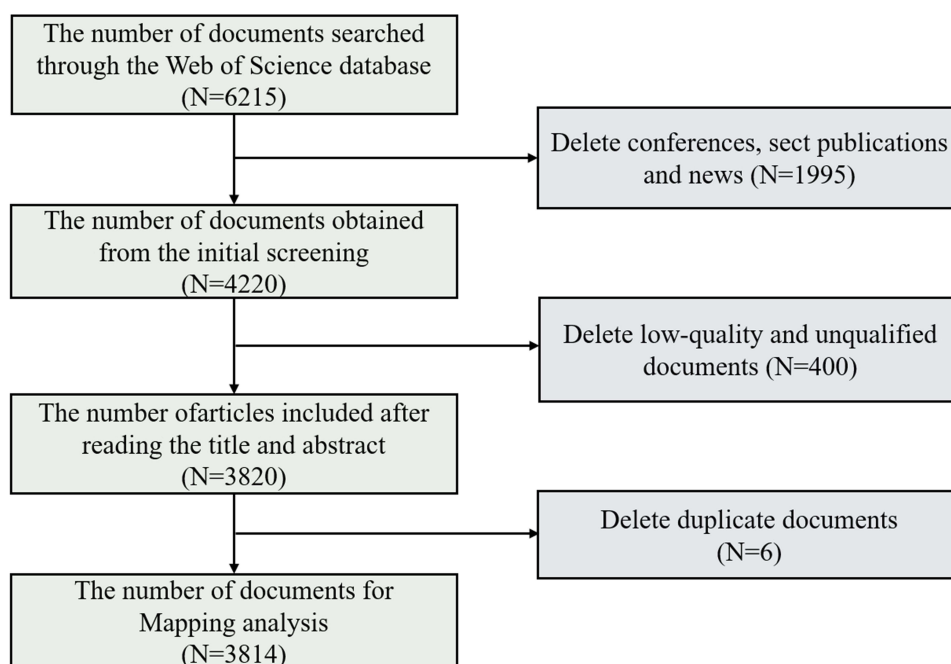 The number of documents searched
through the Web of Science database
(N=6215)
Delete conferences, sect publications
and news (N=1995)
The number of documents obtained
from the initial screening
(N=4220)
Delete low-quality and unqualified
documents (N=400)
The number ofarticles included after
reading the title and abstract
(N=3820)
Delete duplicate documents
(N=6)
The number of documents for
Mapping analysis
(N=3814)